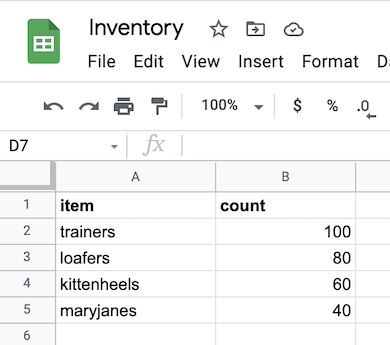 Inventory
File Edit View Insert Format
100% $ % .0
D7 fx
A B
1 item count
2 trainers 100
3 loafers 80
4 kittenheels 60
5 maryjanes 40
6